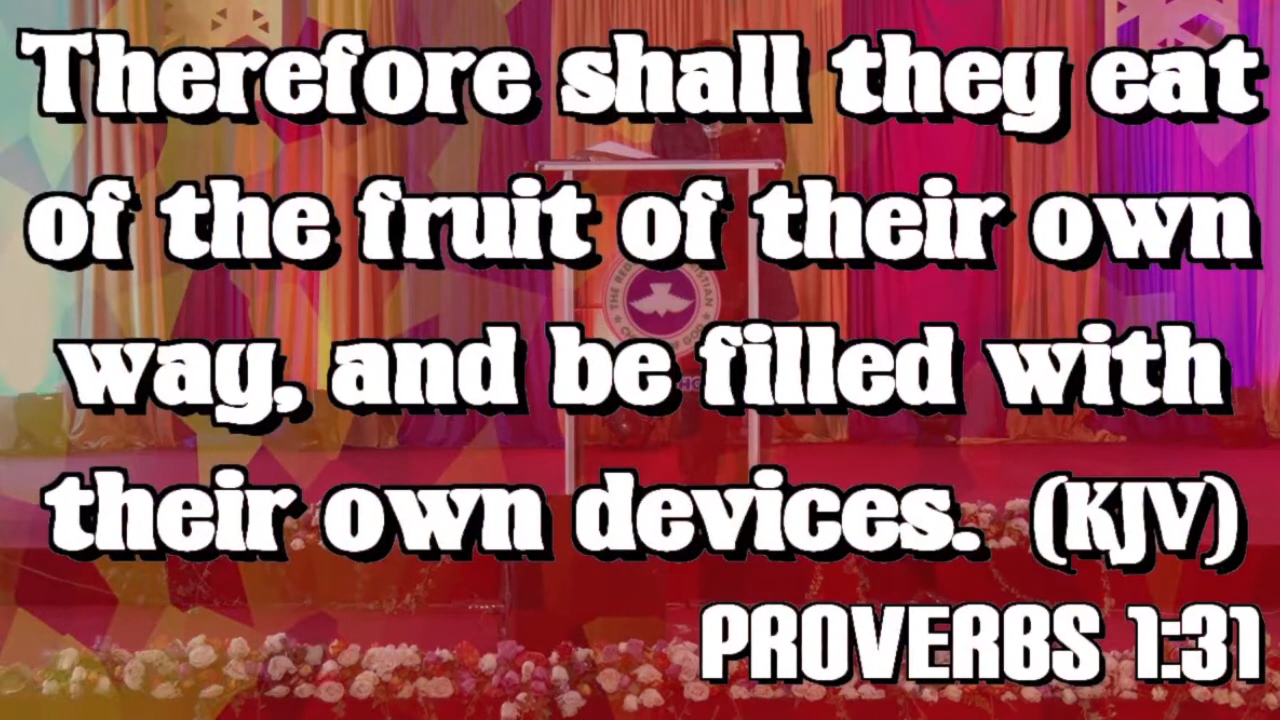 Therefore shall they eat
of the fruit of their own
way, and be filled with
their own devices. (KJV)
PROVERBS 1:31